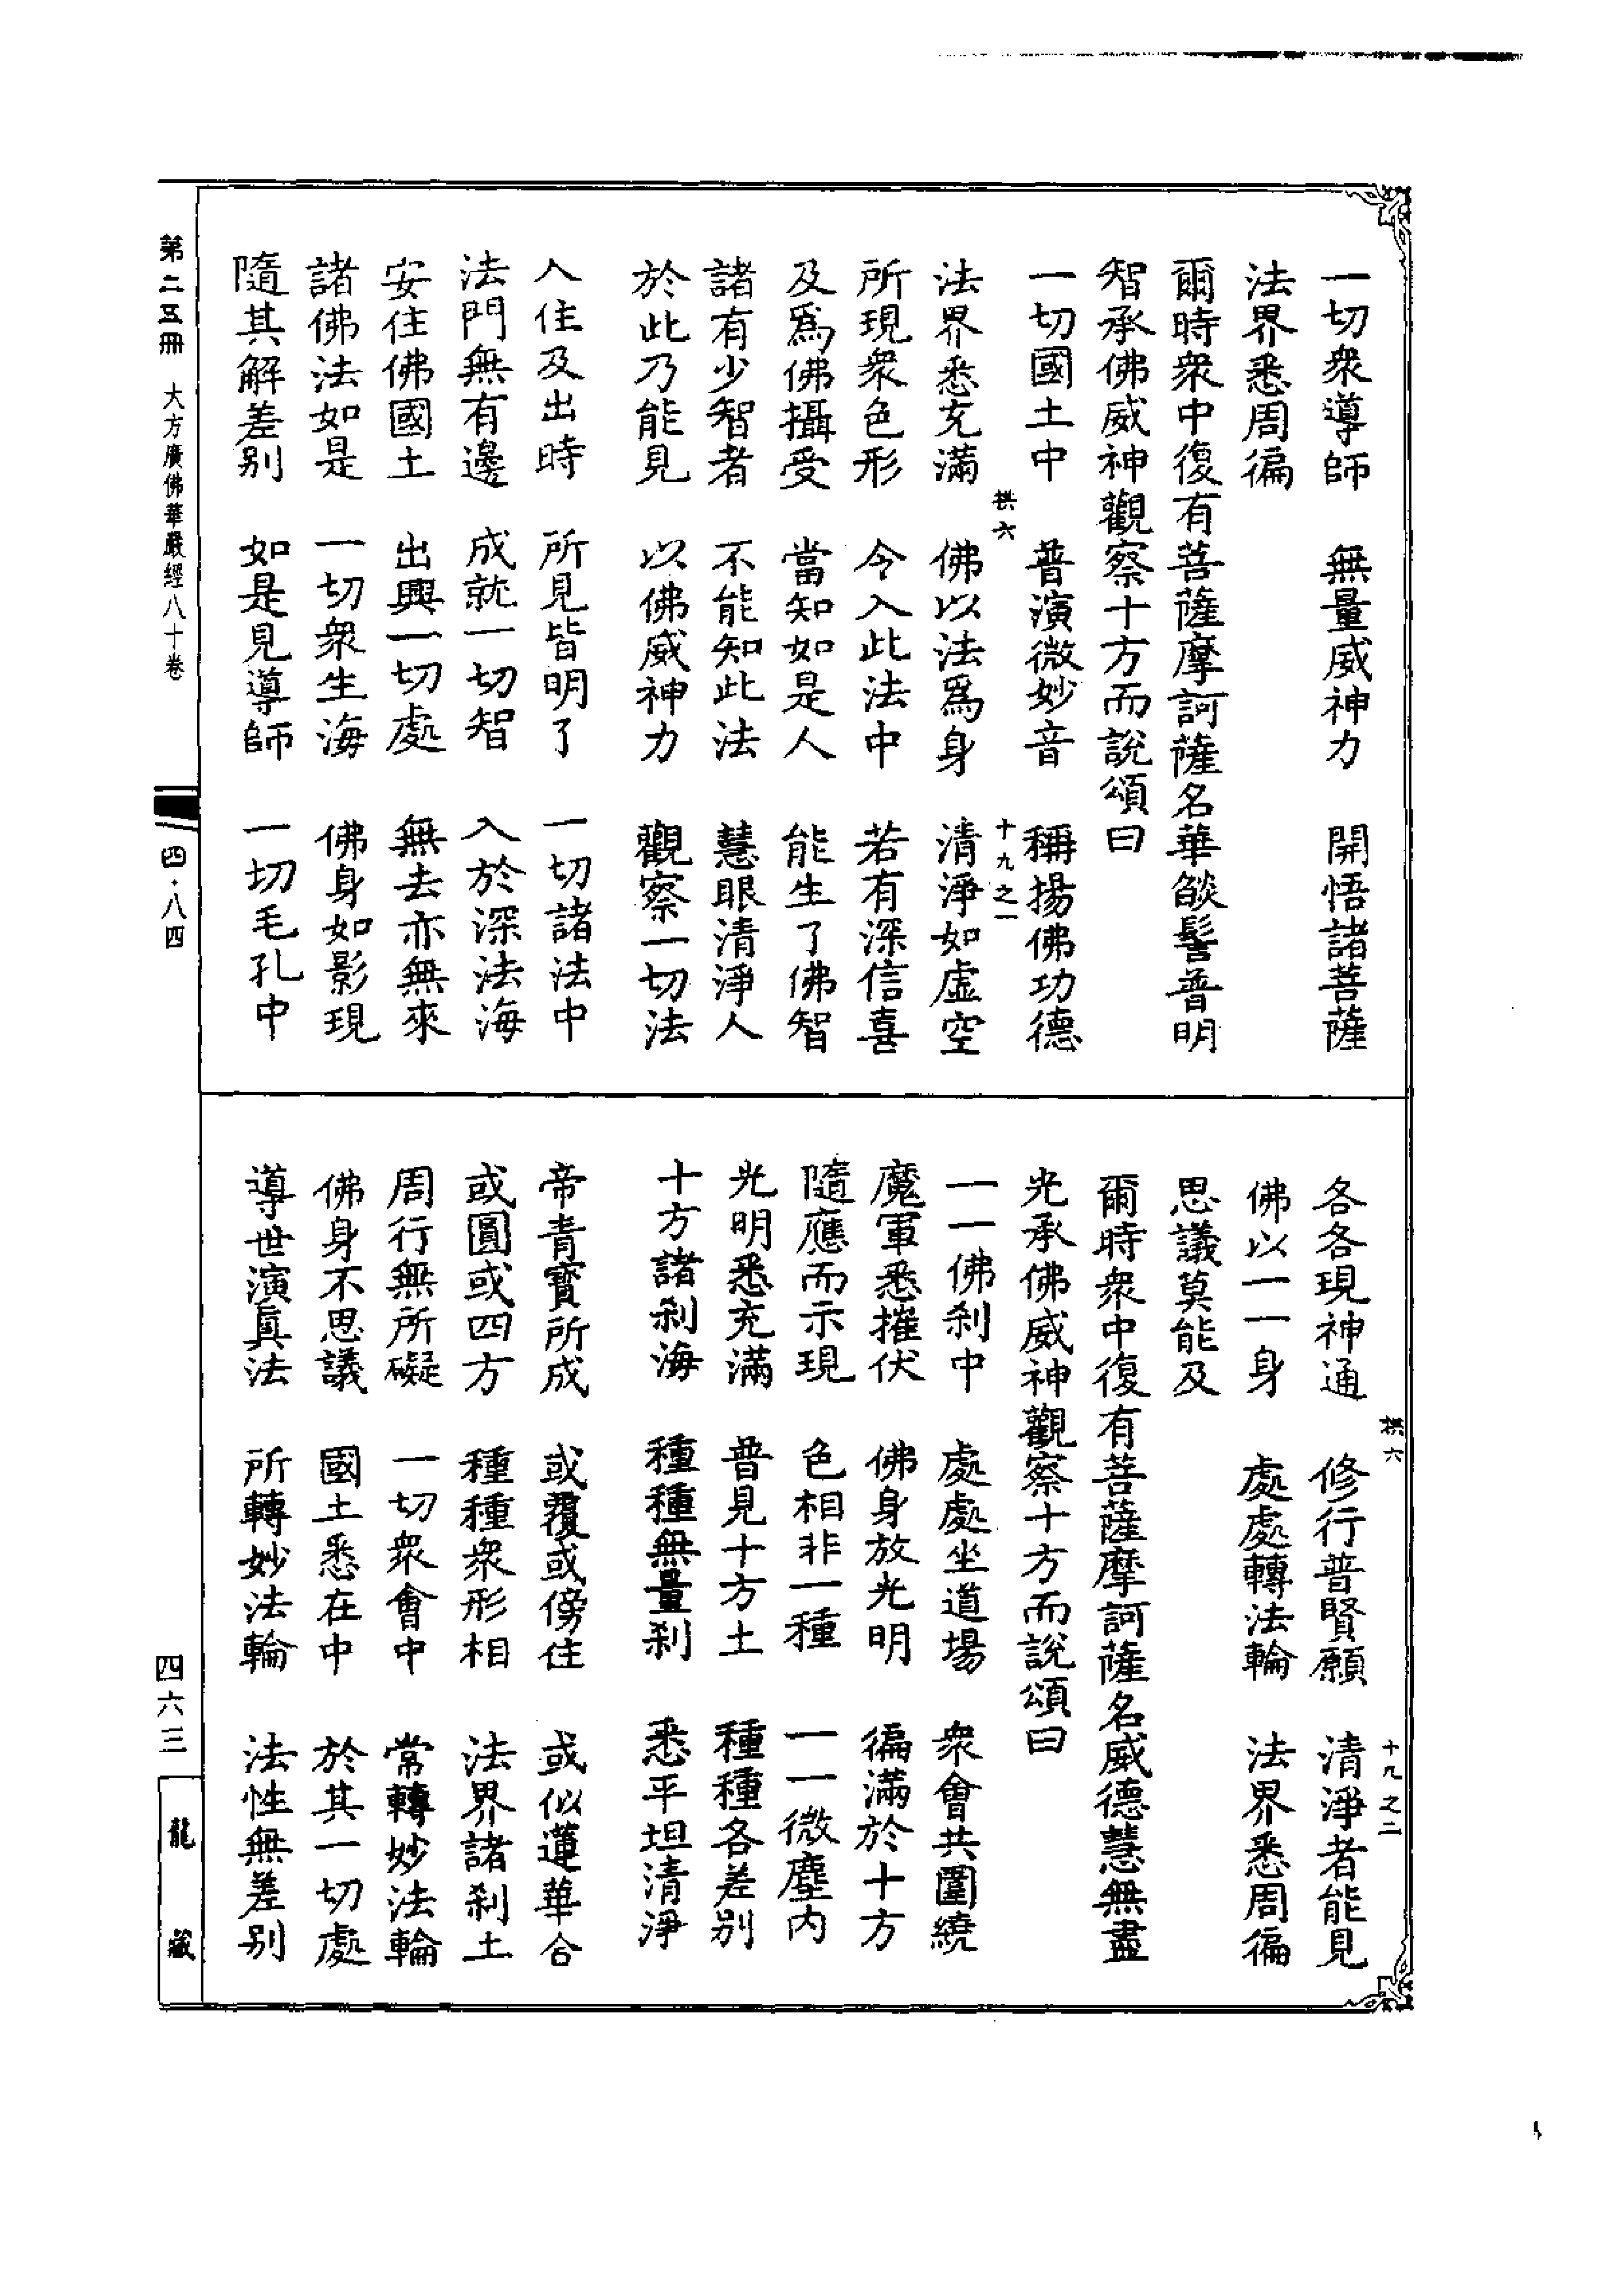 一切衆導師　無量威神力　開悟諸菩薩
法界悉周徧
爾時衆中復有菩薩摩訶薩名華燄髻普明
智承佛威神觀察十方而說頌曰
一切國土中　普演微妙音　稱揚佛功德
拱六　十九之一
法界悉充滿　佛以法爲身　清淨如虛空
所現衆色形　令入此法中　若有深信喜
及爲佛攝受　當知如是人　能生了佛智
諸有少智者　不能知此法　慧眼清淨人
於此乃能見　以佛威神力　觀察一切法
入住及出時　所見皆明了　一切諸法中
法門無有邊　成就一切智　入於深法海
安住佛國土　出興一切處　無去亦無來
諸佛法如是　一切衆生海　佛身如影現
隨其解差別　如是見導師　一切毛孔中
拱六　十九之二
各各現神通　修行普賢願　清淨者能見
佛以一一身　處處轉法輪　法界悉周徧
思議莫能及
爾時衆中復有菩薩摩訶薩名威德慧無盡
光承佛威神觀察十方而說頌曰
一一佛刹中　處處坐道場　衆會共圍繞
魔軍悉摧伏　佛身放光明　徧滿於十方
隨應而示現　色相非一種　一一微塵內
光明悉充滿　普見十方土　種種各差別
十方諸刹海　種種無量刹　悉平坦清淨
帝青寶所成　或覆或傍住　或似蓮華合
或圓或四方　種種衆形相　法界諸刹土
周行無所礙　一切衆會中　常轉妙法輪
佛身不思議　國土悉在中　於其一切處
導世演眞法　所轉妙法輪　法性無差別
第二五冊　大方廣佛華嚴經八十卷　四·八四　四六三　龍藏